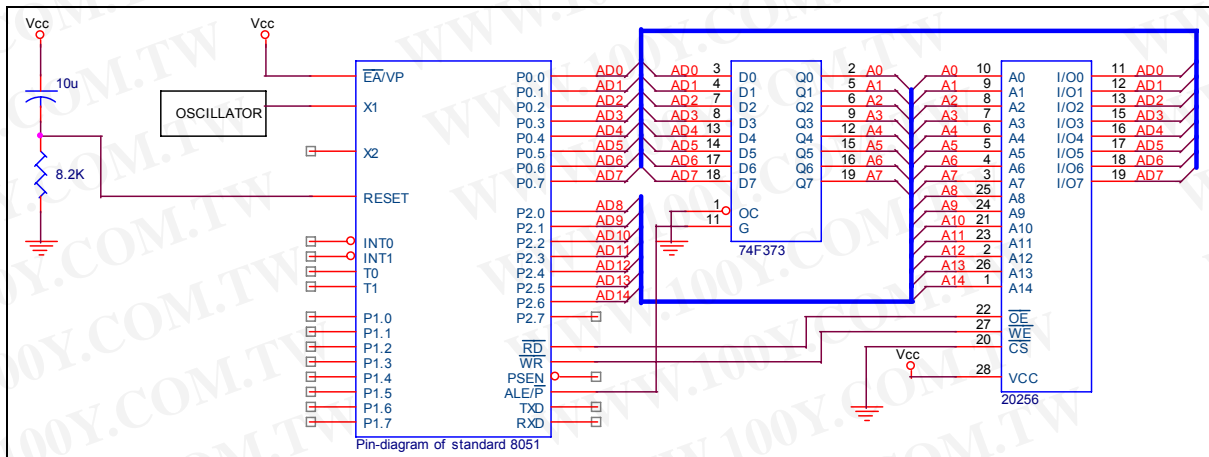 Vcc
10u
8.2K
Vcc
OSCILLATOR
EA/VP
X1
X2
RESET
INT0
INT1
T0
T1
P1.0
P1.1
P1.2
P1.3
P1.4
P1.5
P1.6
P1.7
P0.0
P0.1
P0.2
P0.3
P0.4
P0.5
P0.6
P0.7
P2.0
P2.1
P2.2
P2.3
P2.4
P2.5
P2.6
P2.7
RD
WR
PSEN
ALE/P
TXD
RXD
Pin-diagram of standard 8051
AD0
AD1
AD2
AD3
AD4
AD5
AD6
AD7
AD8
AD9
AD10
AD11
AD12
AD13
AD14
AD0 3 D0 Q0 2 A0
AD1 4 D1 Q1 5 A1
AD2 7 D2 Q2 6 A2
AD3 8 D3 Q3 9 A3
AD4 13 D4 Q4 12 A4
AD5 14 D5 Q5 15 A5
AD6 17 D6 Q6 16 A6
AD7 18 D7 Q7 19 A7
1 OC
11 G
74F373
A0 10 A0 I/O0 11 AD0
A1 9 A1 I/O1 12 AD1
A2 8 A2 I/O2 13 AD2
A3 7 A3 I/O3 15 AD3
A4 6 A4 I/O4 16 AD4
A5 5 A5 I/O5 17 AD5
A6 4 A6 I/O6 18 AD6
A7 3 A7 I/O7 19 AD7
A8 25 A8
A9 24 A9
A10 21 A10
A11 23 A11
A12 2 A12
A13 26 A13
A14 1 A14
22 OE
27 WE
20 CS
Vcc
28 VCC
20256
WWW.100Y.COM.TW